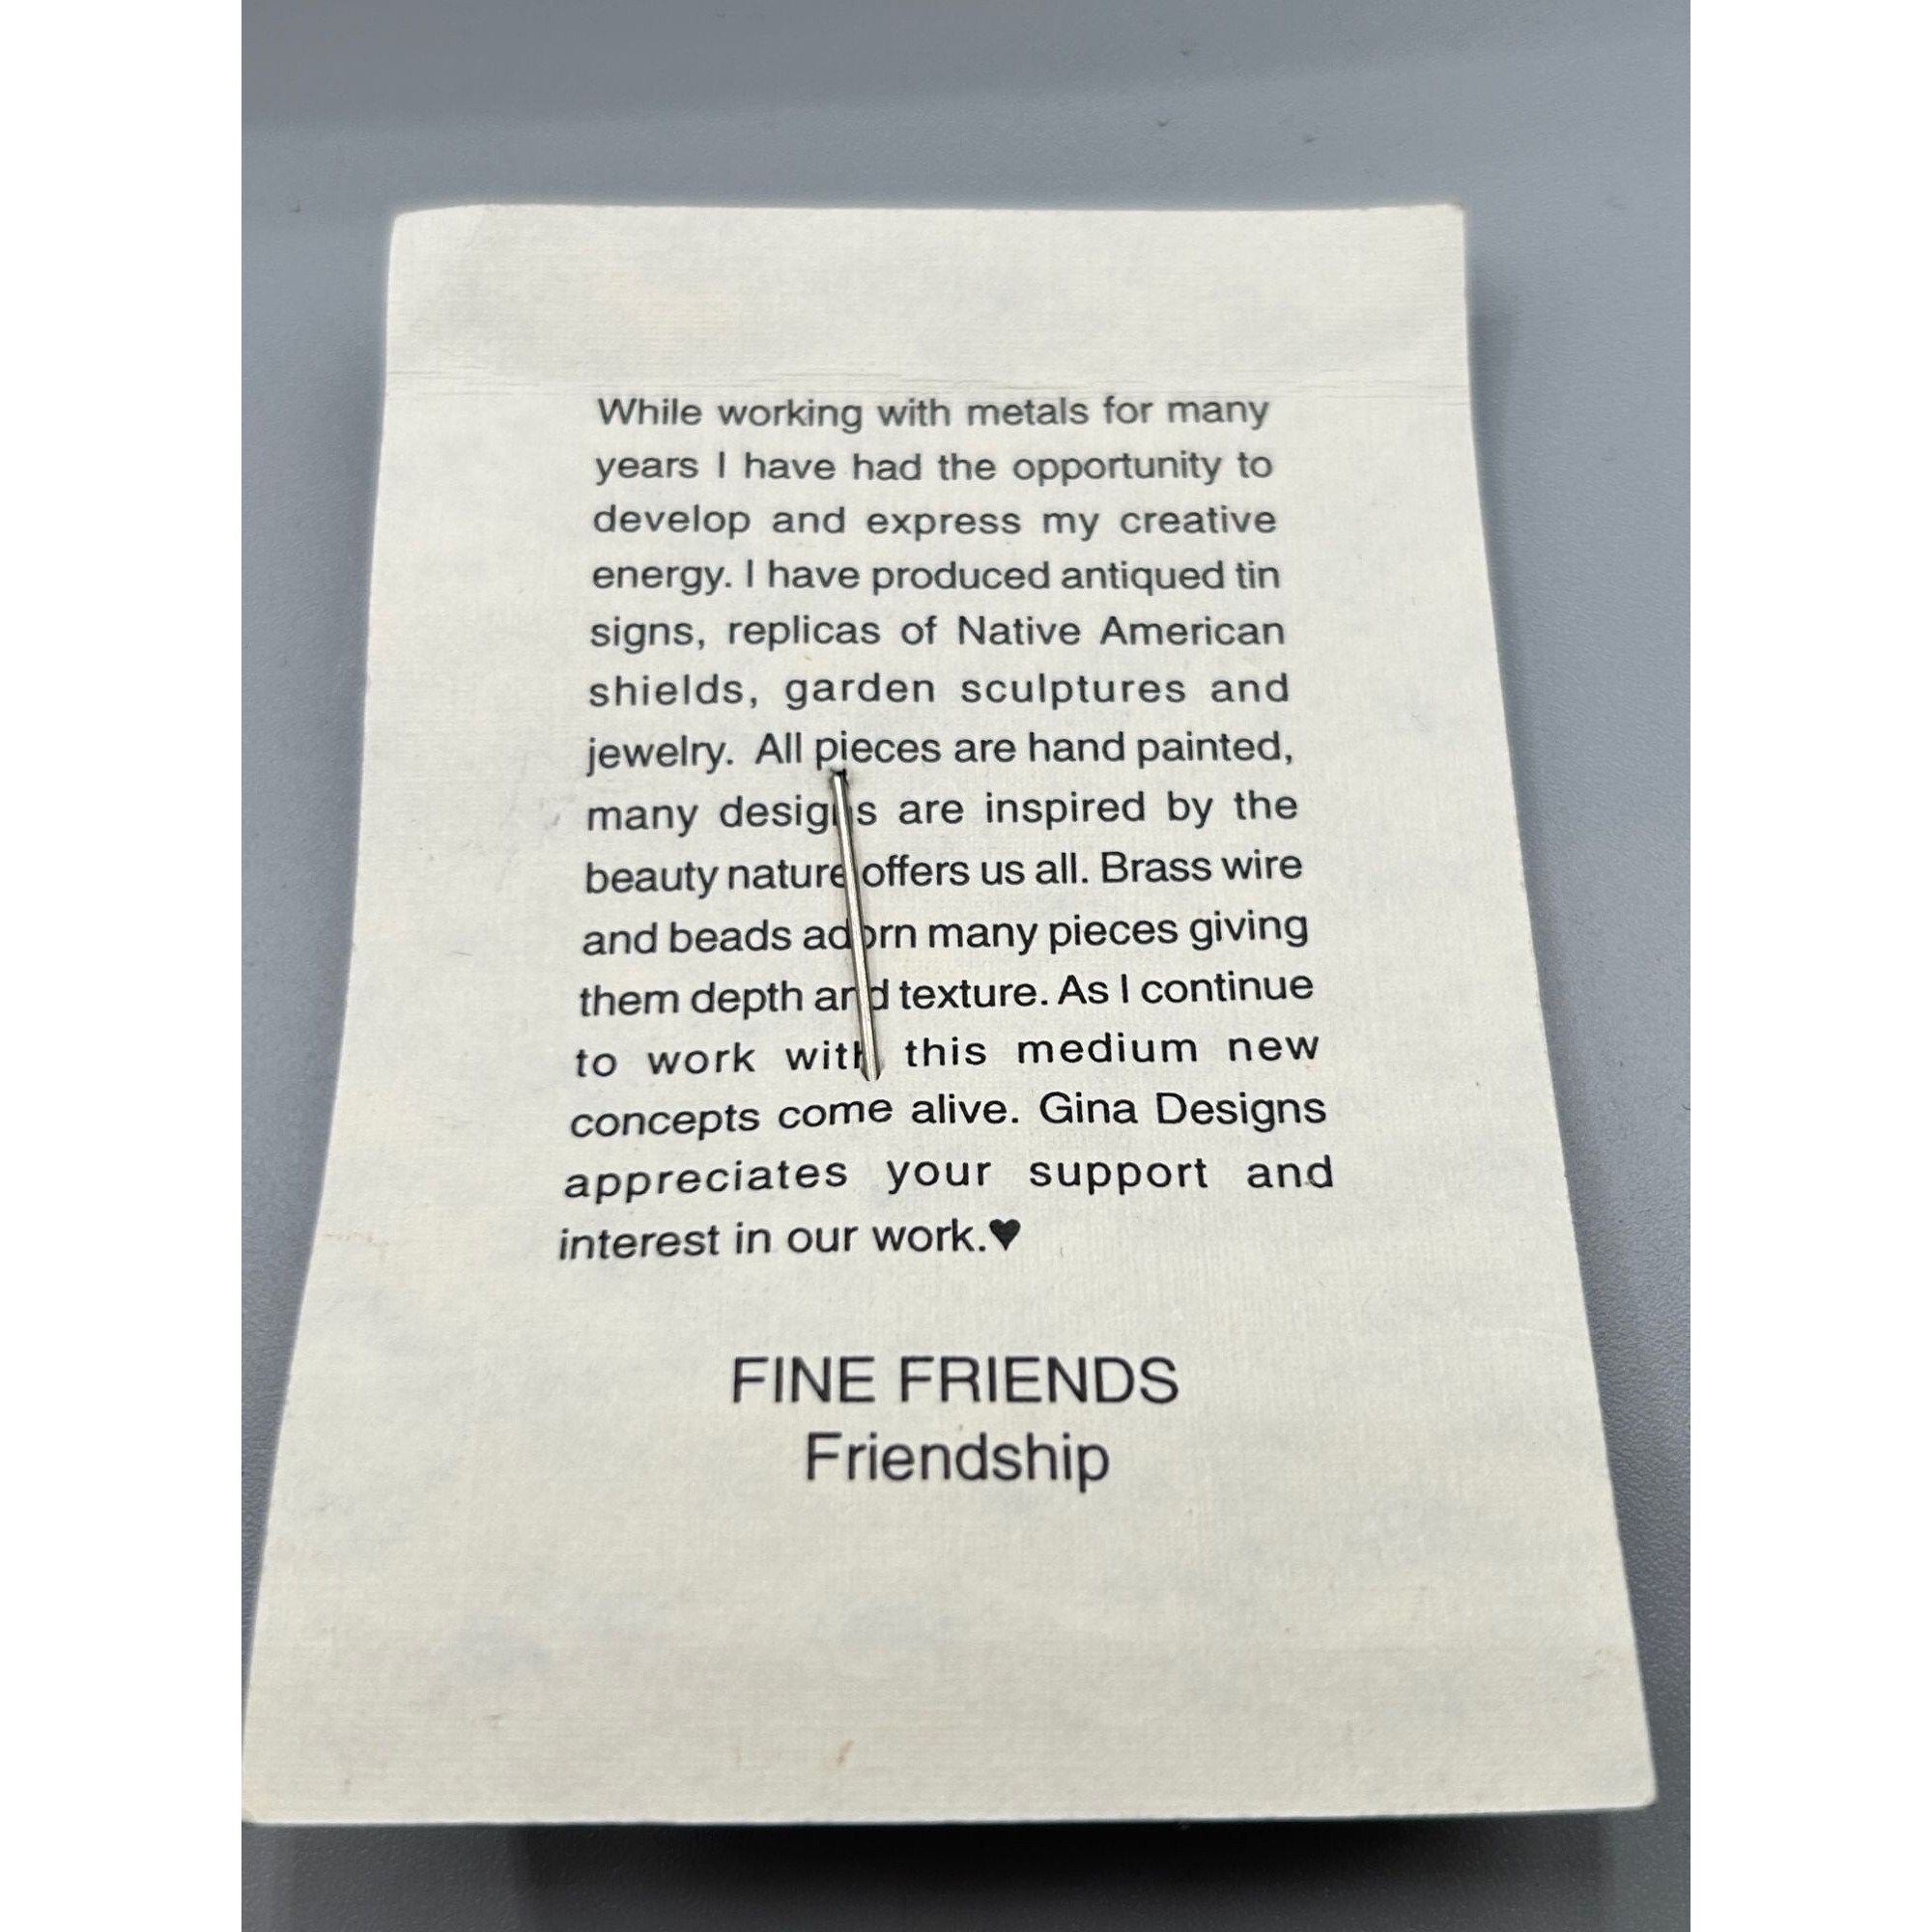 While working with metals for many
years I have had the opportunity to
develop and express my creative
energy. I have produced antiqued tin
signs, replicas of Native American
shields, garden sculptures and
jewelry. All pieces are hand painted,
many designs are inspired by the
beauty nature offers us all. Brass wire
and beads adorn many pieces giving
them depth and texture. As I continue
to work with this medium new
concepts come alive. Gina Designs
appreciates your support and
interest in our work.♥
FINE FRIENDS
Friendship